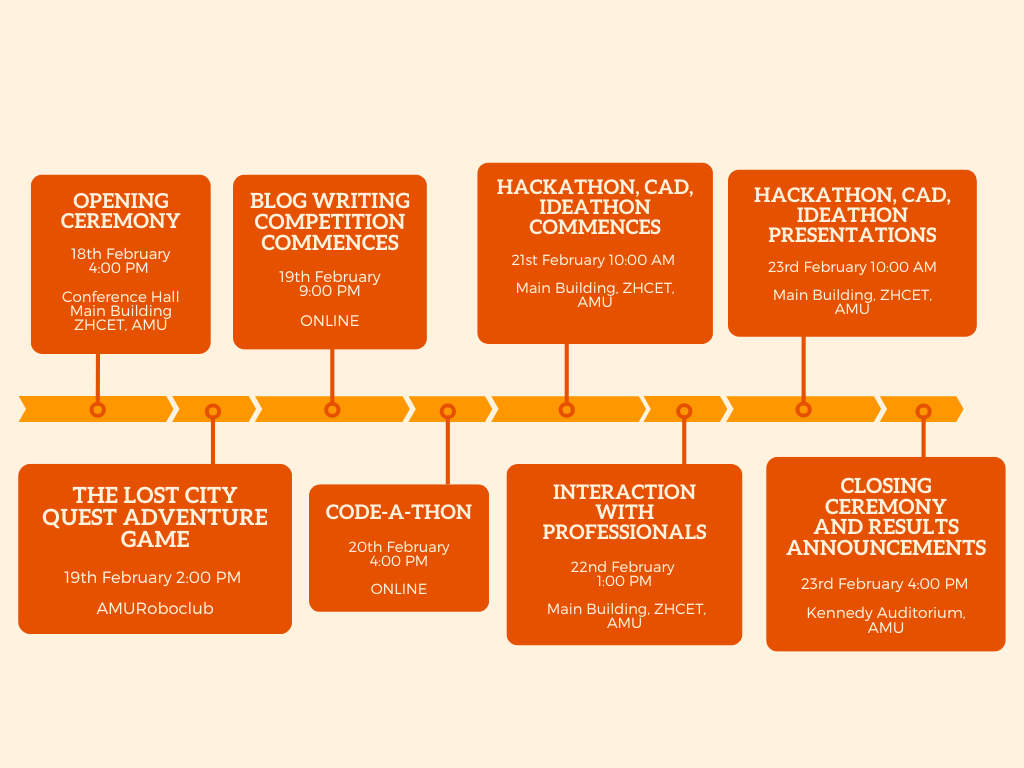 OPENING
CEREMONY
18th February
4:00 PM
Conference Hall
Main Building
ZHCET, AMU
BLOG WRITING
COMPETITION
COMMENCES
19th February
9:00 PM
ONLINE
HACKATHON, CAD,
IDEATHON
COMMENCES
21st February 10:00 AM
Main Building, ZHCET,
AMU
HACKATHON, CAD,
IDEATHON
PRESENTATIONS
23rd February 10:00 AM
Main Building, ZHCET,
AMU
THE LOST CITY
QUEST ADVENTURE
GAME
19th February 2:00 PM
AMURoboclub
CODE-A-THON
20th February
4:00 PM
ONLINE
INTERACTION
WITH
PROFESSIONALS
22nd February
1:00 PM
Main Building, ZHCET,
AMU
CLOSING
CEREMONY
AND RESULTS
ANNOUNCEMENTS
23rd February 4:00 PM
Kennedy Auditorium,
AMU